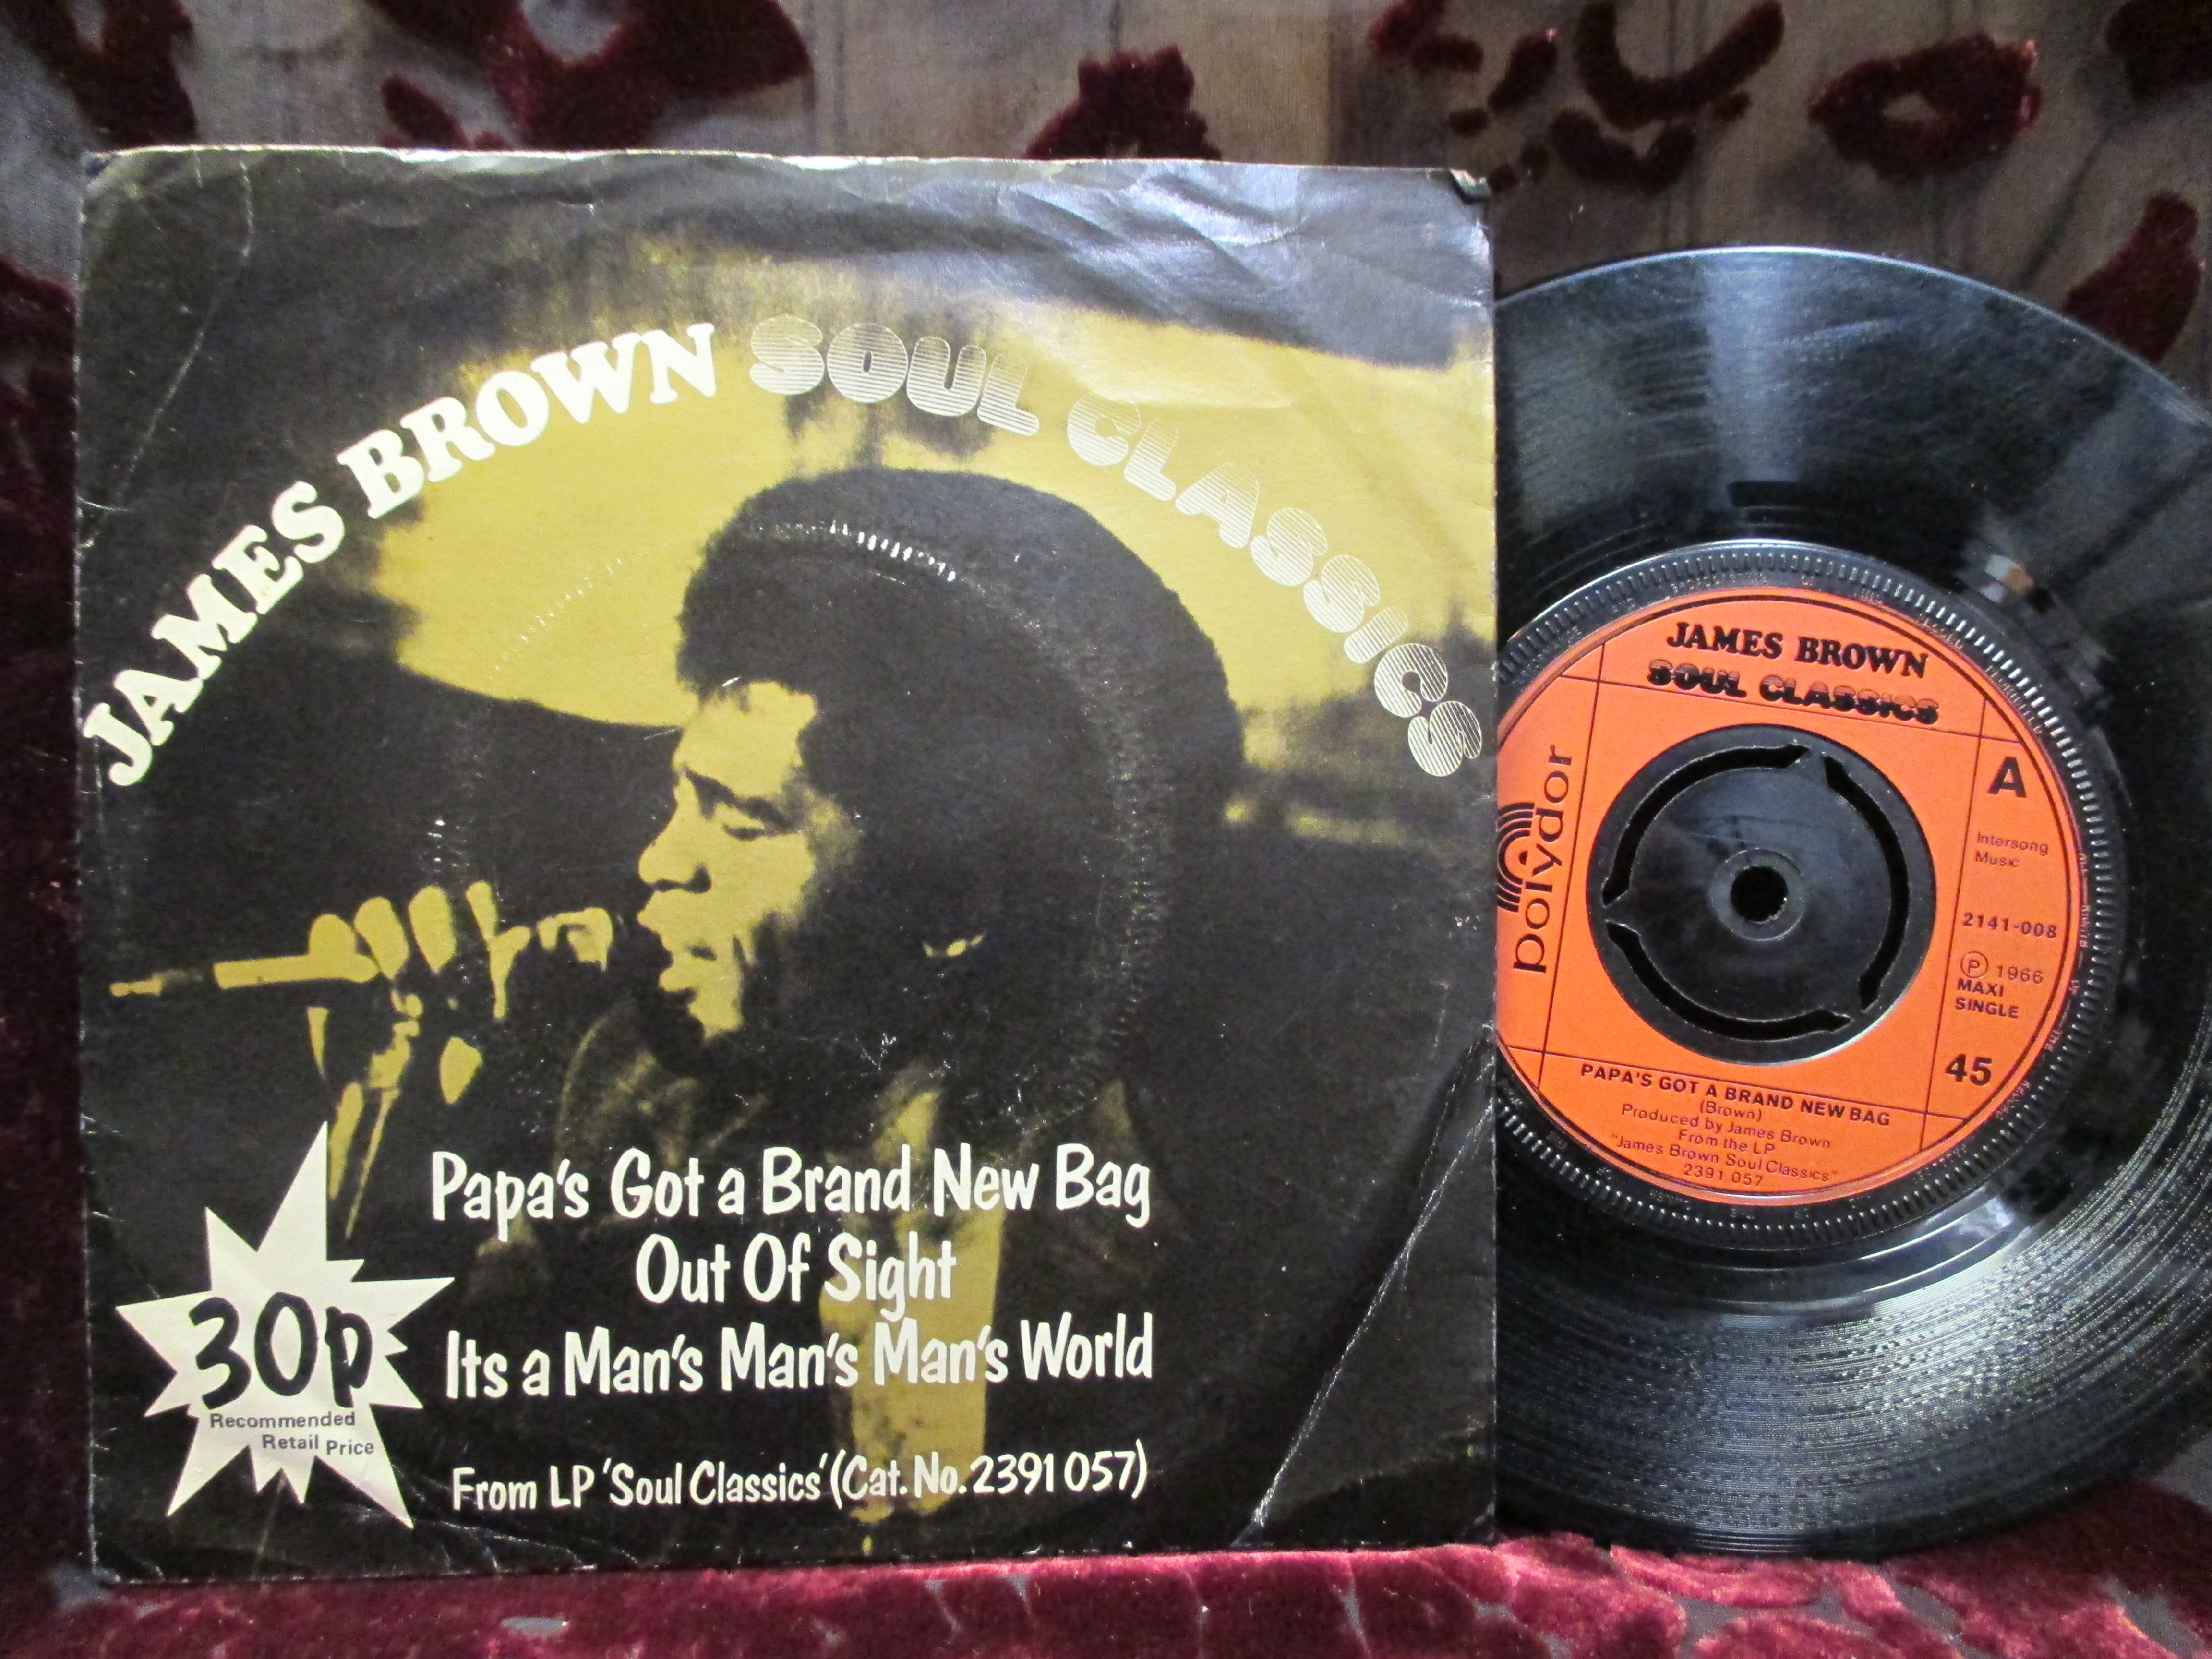 JAMES BROWN SOUL CLASSICS
Papa's Got a Brand New Bag
Out Of Sight
Its a Man's Man's Man's World
From LP 'Soul Classics' (Cat. No. 2391 057)
30p
Recommended
Retail Price
JAMES BROWN
SOUL CLASSICS
polydor
A
Intersong
Music
2141-008
℗ 1966
MAXI
SINGLE
45
PAPA'S GOT A BRAND NEW BAG
(Brown)
Produced by James Brown
From the LP
"James Brown Soul Classics"
2391 057